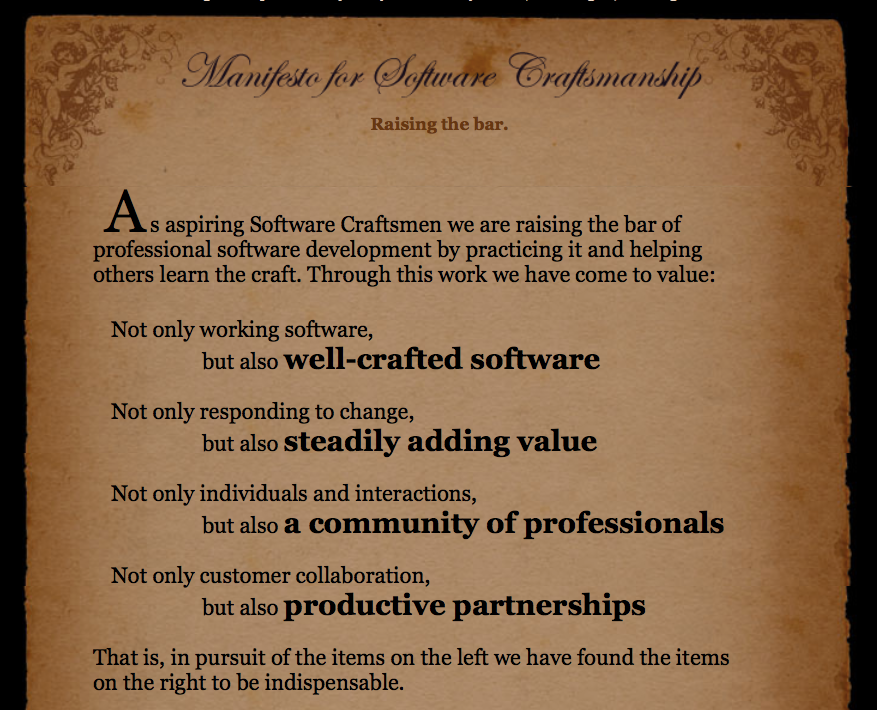 Manifesto for Software Craftsmanship
Raising the bar.
As aspiring Software Craftsmen we are raising the bar of
professional software development by practicing it and helping
others learn the craft. Through this work we have come to value:
Not only working software,
but also well-crafted software
Not only responding to change,
but also steadily adding value
Not only individuals and interactions,
but also a community of professionals
Not only customer collaboration,
but also productive partnerships
That is, in pursuit of the items on the left we have found the items
on the right to be indispensable.